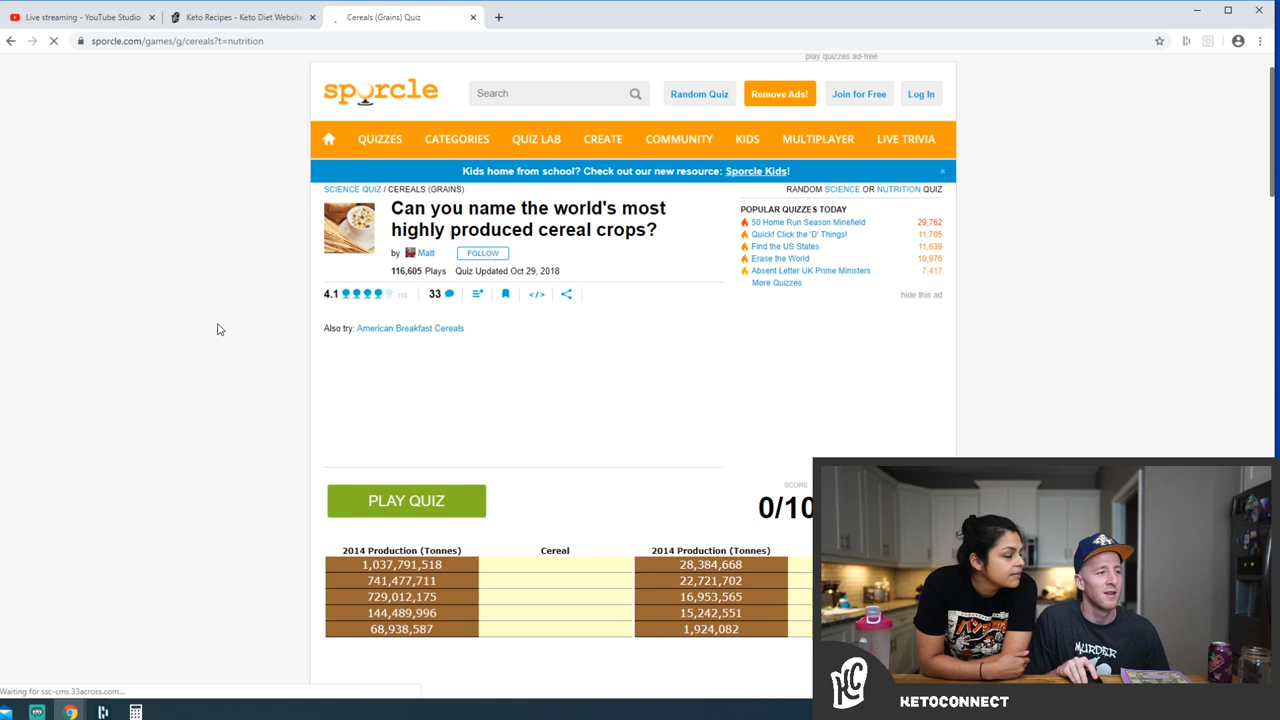 Live streaming - YouTube Studio
Keto Recipes - Keto Diet Website
Cereals (Grains) Quiz
sporcle.com/games/g/cereals?t=nutrition
play quizzes ad-free
sporcle
Search
Random Quiz
Remove Ads!
Join for Free
Log In
QUIZZES
CATEGORIES
QUIZ LAB
CREATE
COMMUNITY
KIDS
MULTIPLAYER
LIVE TRIVIA
Kids home from school? Check out our new resource: Sporcle Kids!
SCIENCE QUIZ / CEREALS (GRAINS)
RANDOM SCIENCE OR NUTRITION QUIZ
Can you name the world's most
highly produced cereal crops?
by Matt
FOLLOW
116,605 Plays
Quiz Updated Oct 29, 2018
4.1
113
33
</>
POPULAR QUIZZES TODAY
50 Home Run Season Minefield 29,762
Quick! Click the 'D' Things! 11,705
Find the US States 11,639
Erase the World 10,976
Absent Letter UK Prime Ministers 7,417
More Quizzes
hide this ad
Also try: American Breakfast Cereals
PLAY QUIZ
SCORE
0/10
2014 Production (Tonnes) Cereal 2014 Production (Tonnes)
1,037,791,518 28,384,668
741,477,711 22,721,702
729,012,175 16,953,565
144,489,996 15,242,551
68,938,587 1,924,082
Waiting for ssc-cms.33across.com...
MURDER
KC
KETOCONNECT